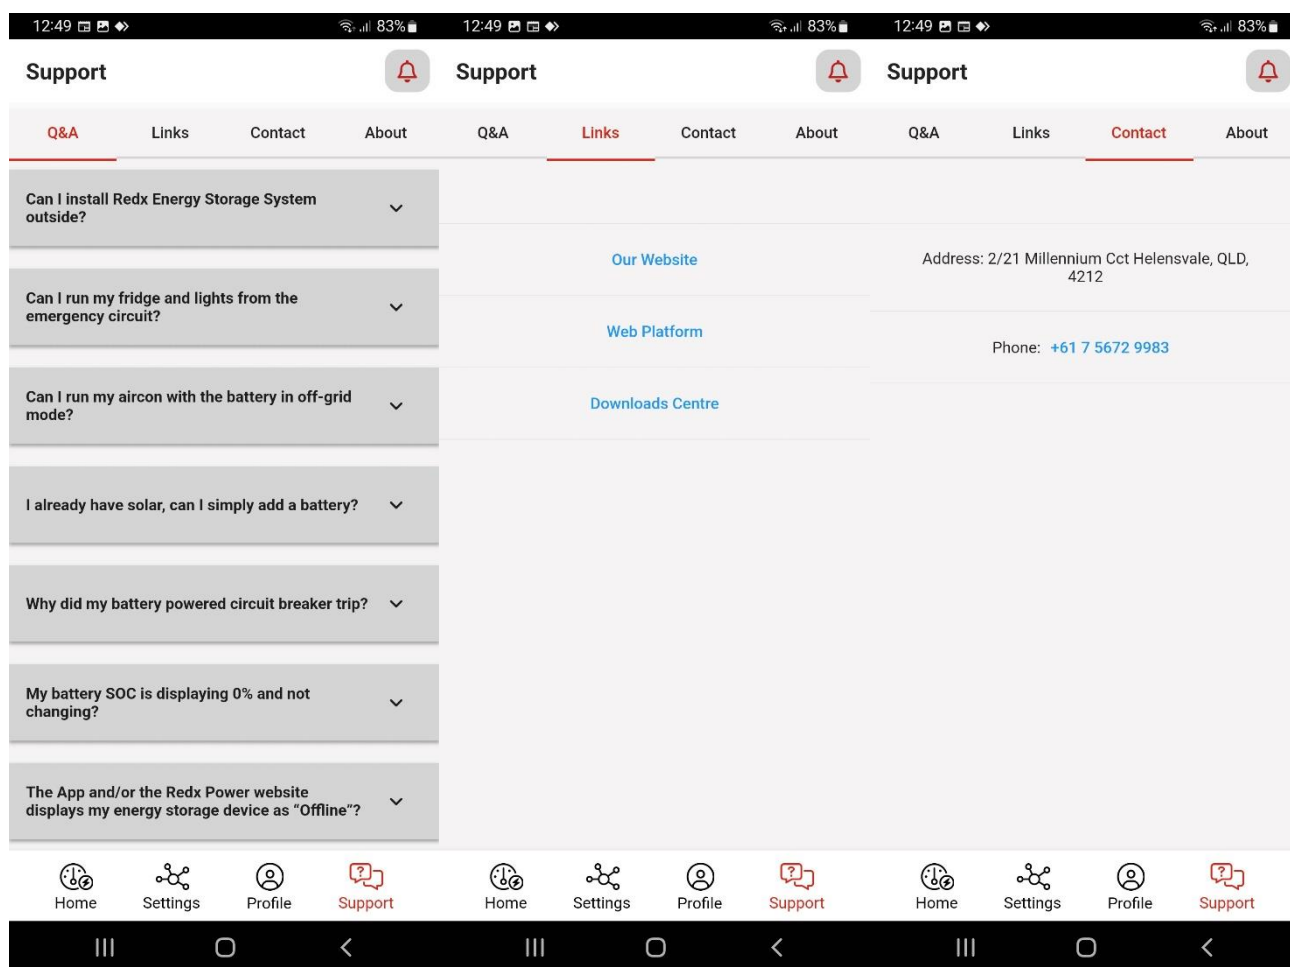 12:49
83%
Support
Q&A Links Contact About
Can I install Redx Energy Storage System
outside?
Can I run my fridge and lights from the
emergency circuit?
Can I run my aircon with the battery in off-grid
mode?
I already have solar, can I simply add a battery?
Why did my battery powered circuit breaker trip?
My battery SOC is displaying 0% and not
changing?
The App and/or the Redx Power website
displays my energy storage device as “Offline”?
Home Settings Profile Support
12:49
83%
Support
Q&A Links Contact About
Our Website
Web Platform
Downloads Centre
Home Settings Profile Support
12:49
83%
Support
Q&A Links Contact About
Address: 2/21 Millennium Cct Helensvale, QLD,
4212
Phone: +61 7 5672 9983
Home Settings Profile Support